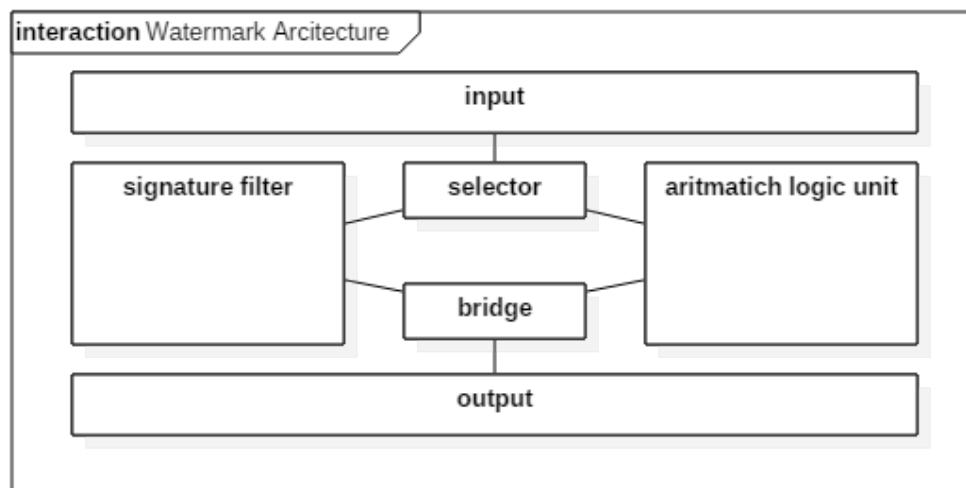 interaction Watermark Arcitecture
input
signature filter
selector
aritmatich logic unit
bridge
output